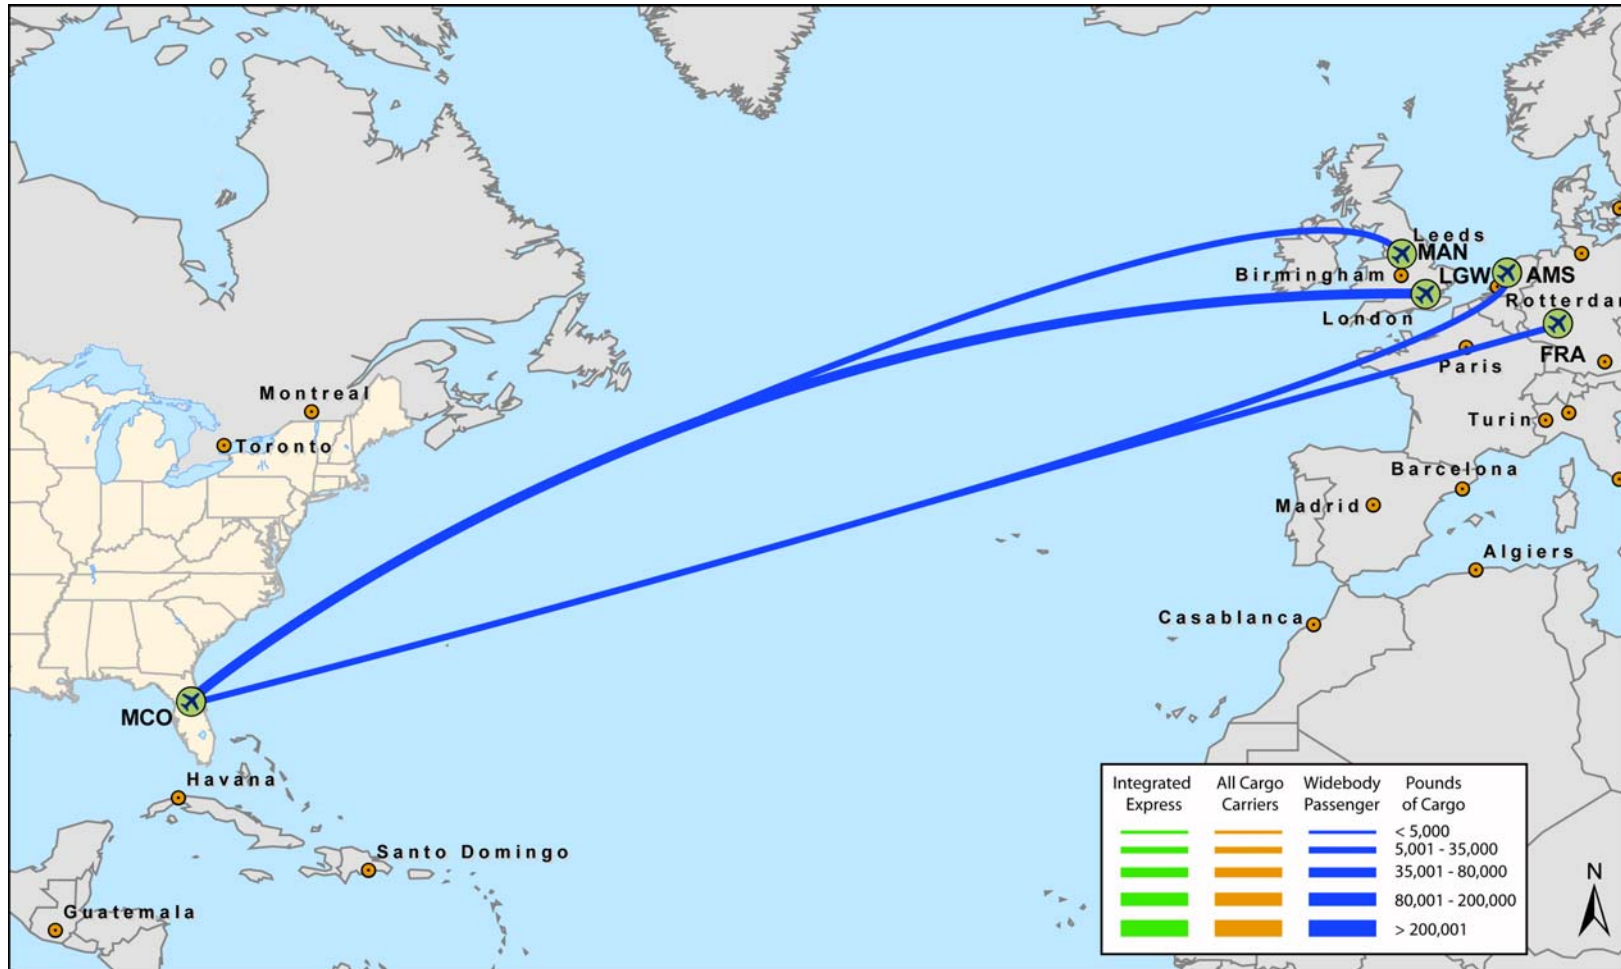 Leeds
MAN
Birmingham
LGW
AMS
Rotterdam
London
FRA
Paris
Montreal
Toronto
Turin
Barcelona
Madrid
Algiers
Casablanca
MCO
Havana
Santo Domingo
Guatemala
Integrated Express
All Cargo Carriers
Widebody Passenger
Pounds of Cargo
< 5,000
5,001 - 35,000
35,001 - 80,000
80,001 - 200,000
> 200,001
N